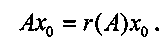 Ax₀ = r(A)x₀.